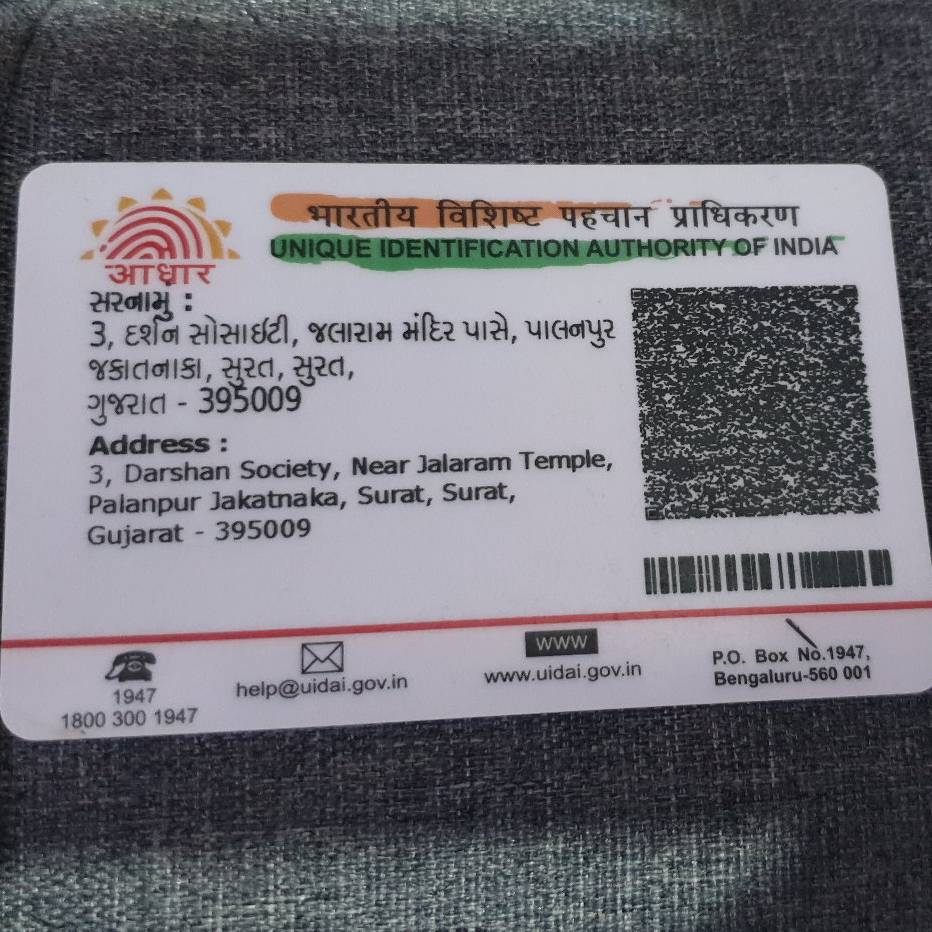 भारतीय विशिष्ट पहचान प्राधिकरण
UNIQUE IDENTIFICATION AUTHORITY OF INDIA
आधार
સરનામું :
3, દર્શન સોસાઈટી, જલારામ મંદિર પાસે, પાલનપુર
જકાતનાકા, સુરત, સુરત,
ગુજરાત - 395009
Address :
3, Darshan Society, Near Jalaram Temple,
Palanpur Jakatnaka, Surat, Surat,
Gujarat - 395009
1947
1800 300 1947
help@uidai.gov.in
WWW
www.uidai.gov.in
P.O. Box No.1947,
Bengaluru-560 001